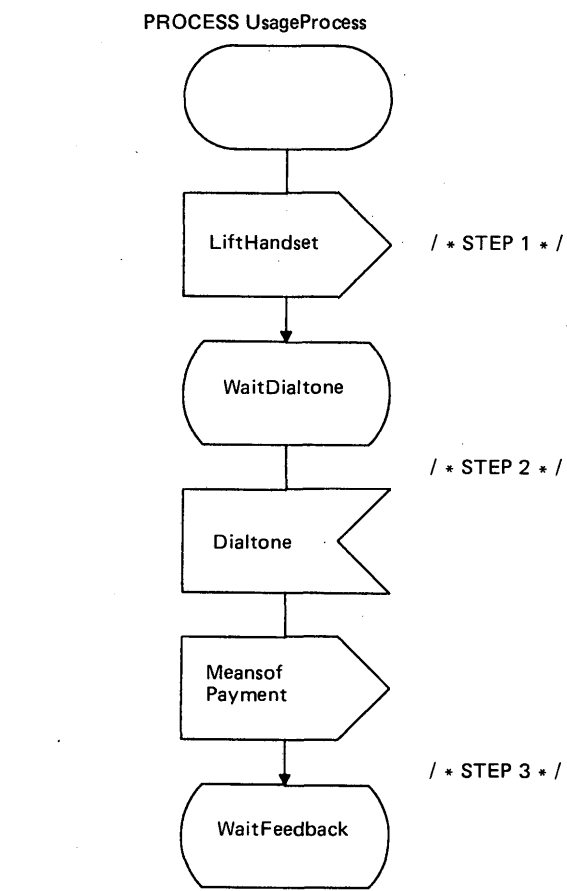 PROCESS UsageProcess
LiftHandset
/ * STEP 1 * /
WaitDialtone
/ * STEP 2 * /
Dialtone
Meansof
Payment
/ * STEP 3 * /
WaitFeedback